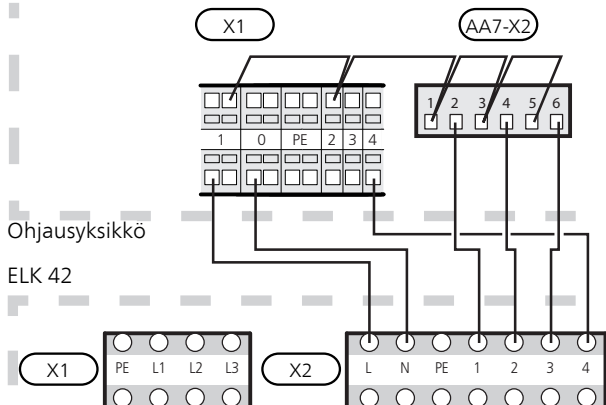 X1
AA7-X2
1 2 3 4 5 6
1 0 PE 2 3 4
Ohjausyksikkö
ELK 42
X1
PE L1 L2 L3
X2
L N PE 1 2 3 4